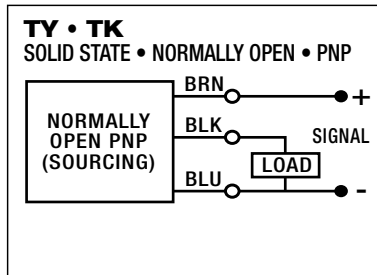 TY • TK
SOLID STATE • NORMALLY OPEN • PNP
BRN
+
NORMALLY
OPEN PNP
(SOURCING)
BLK
SIGNAL
LOAD
BLU
-